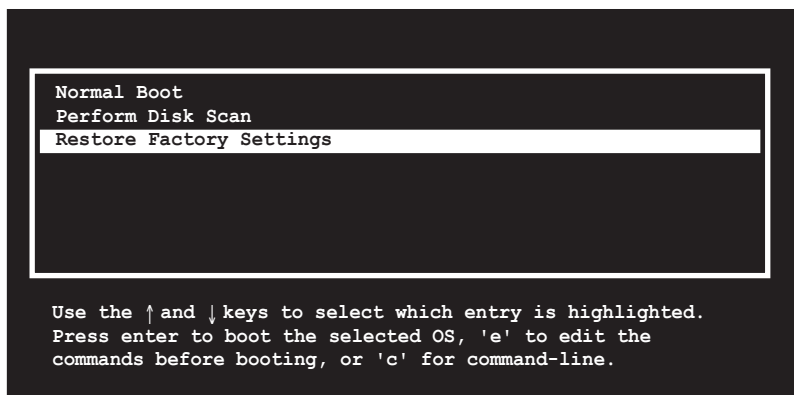 Normal Boot
Perform Disk Scan
Restore Factory Settings
Use the ↑ and ↓ keys to select which entry is highlighted.
Press enter to boot the selected OS, 'e' to edit the
commands before booting, or 'c' for command-line.